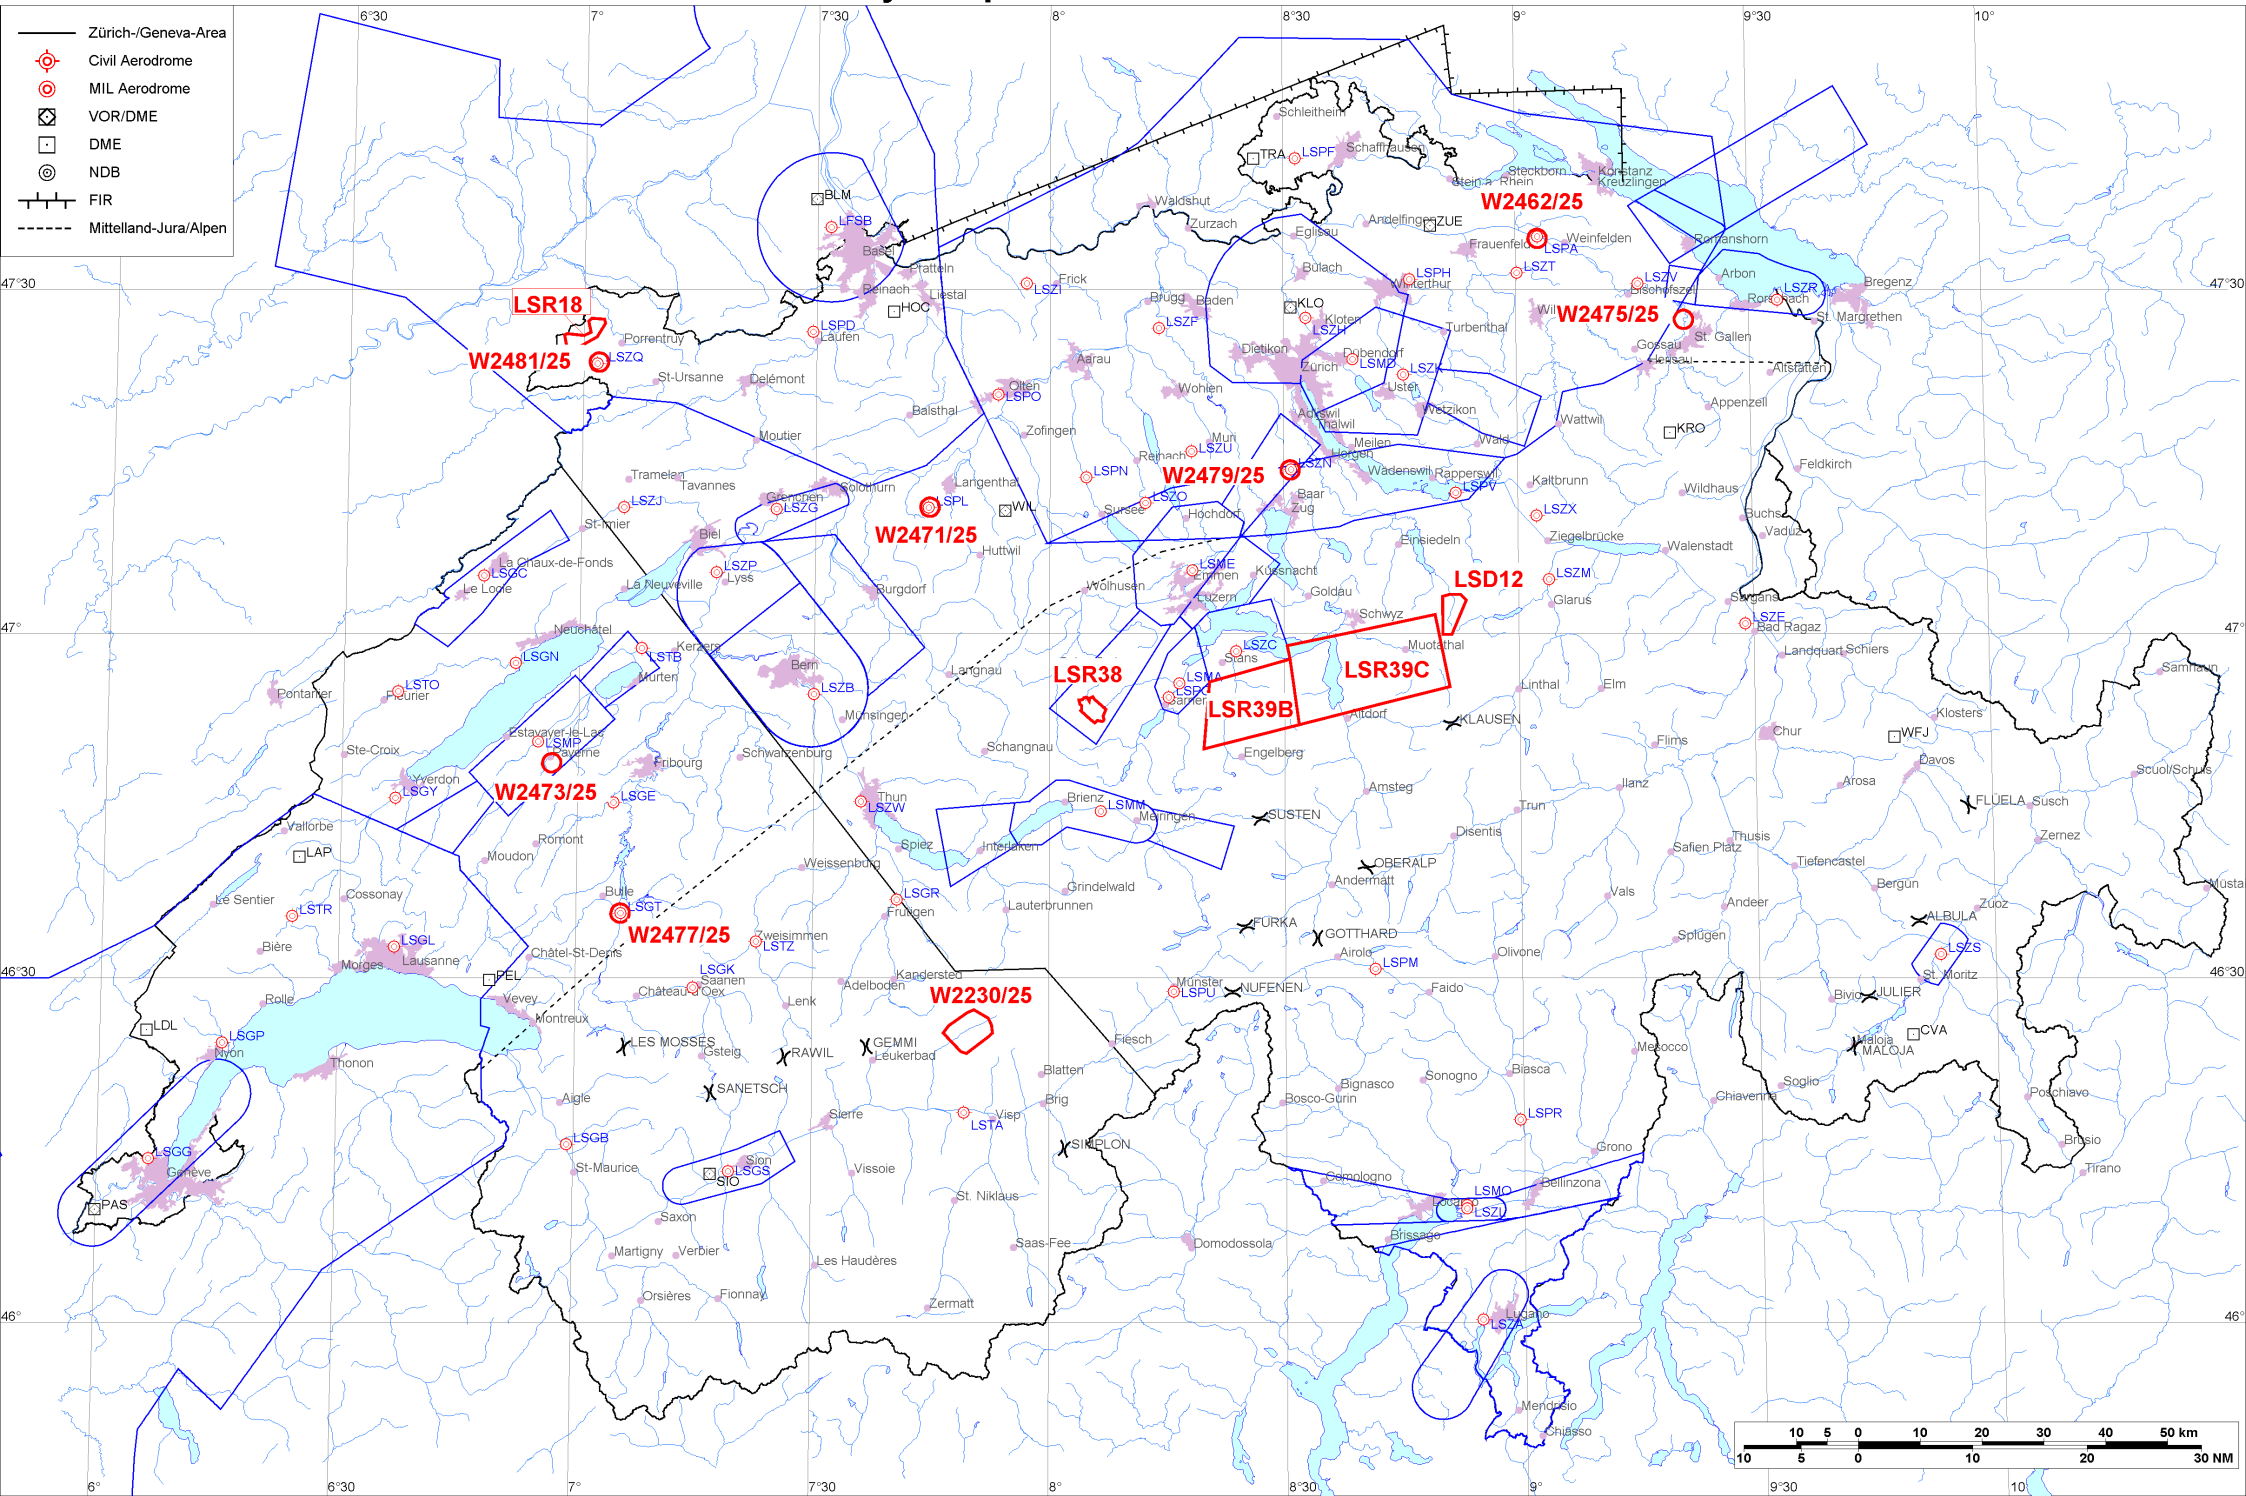 6°30
7°
7°30
8°
8°30
9°
9°30
10°
Zürich-/Geneva-Area
Civil Aerodrome
MIL Aerodrome
VOR/DME
DME
NDB
FIR
Mittelland-Jura/Alpen
Schleitheim
TRA
LSPF
Schaffhausen
Steckborn
Konstanz
Stein a. Rhein
Kreuzlingen
BLM
Waldshut
W2462/25
LFSB
Zurzach
Eglisau
Andelfingen
ZUE
Basel
Frauenfeld
Weinfelden
LSPA
Romanshorn
Pratteln
Bülach
LSPH
LSZT
LSZV
Arbon
47°30
LSZI
Frick
Winterthur
Bischofszell
LSZR
Bregenz
47°30
Reinach
Liestal
HOC
Brugg
Baden
KLO
Rorschach
LSR18
Wil
W2475/25
Kloten
St. Margrethen
LSPD
Laufen
LSZF
LSZH
Turbenthal
St. Gallen
Porrentruy
W2481/25
LSZQ
Aarau
Dietikon
Dübendorf
LSMD
Gossau
Herisau
Zürich
LSZK
Altstätten
St-Ursanne
Delémont
Olten
LSPO
Wohlen
Uster
Balsthal
Adliswil
Wetzikon
Appenzell
Thalwil
Wattwil
KRO
Moutier
Zofingen
Muri
Meilen
Wald
LSZU
Horgen
Reinach
LSZN
Wädenswil
Rapperswil
Feldkirch
Tramelan
Tavannes
LSPN
W2479/25
Kaltbrunn
Langenthal
Solothurn
LSPV
Wildhaus
Grenchen
LSZJ
LSZG
LSPL
WIL
LSZO
Baar
Zug
Sursee
Hochdorf
LSZX
Buchs
St-Imier
Biel
W2471/25
Vaduz
Einsiedeln
Ziegelbrücke
Walenstadt
Huttwil
La Chaux-de-Fonds
LSGC
LSZP
Lyss
LSME
Emmen
Küssnacht
LSZM
LSD12
Le Locle
La Neuveville
Burgdorf
Wolhusen
Luzern
Goldau
Glarus
Sargans
Schwyz
LSZE
47°
Neuchâtel
Bad Ragaz
47°
Kerzers
LSZC
Muotathal
LSGN
LSTB
Stans
Landquart
Schiers
Bern
Langnau
LSR38
LSR39C
Samnaun
Murten
LSMA
Pontarlier
LSTO
Fleurier
LSZB
Linthal
Elm
Sarnen
LSR39B
Münsingen
Altdorf
KLAUSEN
Klosters
Estavayer-le-Lac
LSMP
Payerne
WFJ
Ste-Croix
Schwarzenburg
Schangnau
Engelberg
Flims
Chur
Davos
Fribourg
Yverdon
LSGY
W2473/25
LSGE
Thun
LSZW
Brienz
LSMM
Meiringen
Amsteg
Ilanz
Arosa
Scuol/Schuls
FLÜELA
Susch
Trun
SUSTEN
Vallorbe
Romont
Disentis
Thusis
Zernez
Interlaken
Spiez
LAP
Moudon
Weissenburg
OBERALP
Safien Platz
Tiefencastel
Andermatt
Grindelwald
Bergün
Le Sentier
Cossonay
Bulle
LSGR
Vals
LSTR
LSGT
Frutigen
Lauterbrunnen
Andeer
Zuoz
ALBULA
FURKA
GOTTHARD
W2477/25
Zweisimmen
LSTZ
Splügen
Bière
LSGL
Lausanne
Châtel-St-Denis
Airolo
Olivone
LSZS
Morges
LSPM
46°30
PEL
LSGK
Saanen
Adelboden
Kandersteg
Münster
LSPU
NUFENEN
St. Moritz
46°30
Faido
Rolle
Vevey
Château-d'Oex
W2230/25
Bivio
JULIER
Lenk
Montreux
LDL
CVA
LSGP
LES MOSSES
GEMMI
Fiesch
Maloja
MALOJA
Nyon
Gsteig
RAWIL
Leukerbad
Mesocco
Thonon
Blatten
Biasca
Bignasco
Sonogno
Soglio
SANETSCH
Aigle
Sierre
Brig
Bosco-Gurin
Chiavenna
Poschiavo
LSTA
Visp
LSPR
LSGB
SIMPLON
Grono
Brusio
LSGG
Genève
St-Maurice
Sion
LSGS
SIO
Vissoie
Tirano
Comologno
Bellinzona
PAS
St. Niklaus
LSMO
Locarno
LSZL
Saxon
Brissago
Martigny
Verbier
Les Haudères
Saas-Fee
Domodossola
Orsières
Fionnay
Zermatt
46°
Lugano
LSZA
46°
Mendrisio
Chiasso
10 5 0 10 20 30 40 50 km
10 5 0 10 20 30 NM
6°
6°30
7°
7°30
8°
8°30
9°
9°30
10°